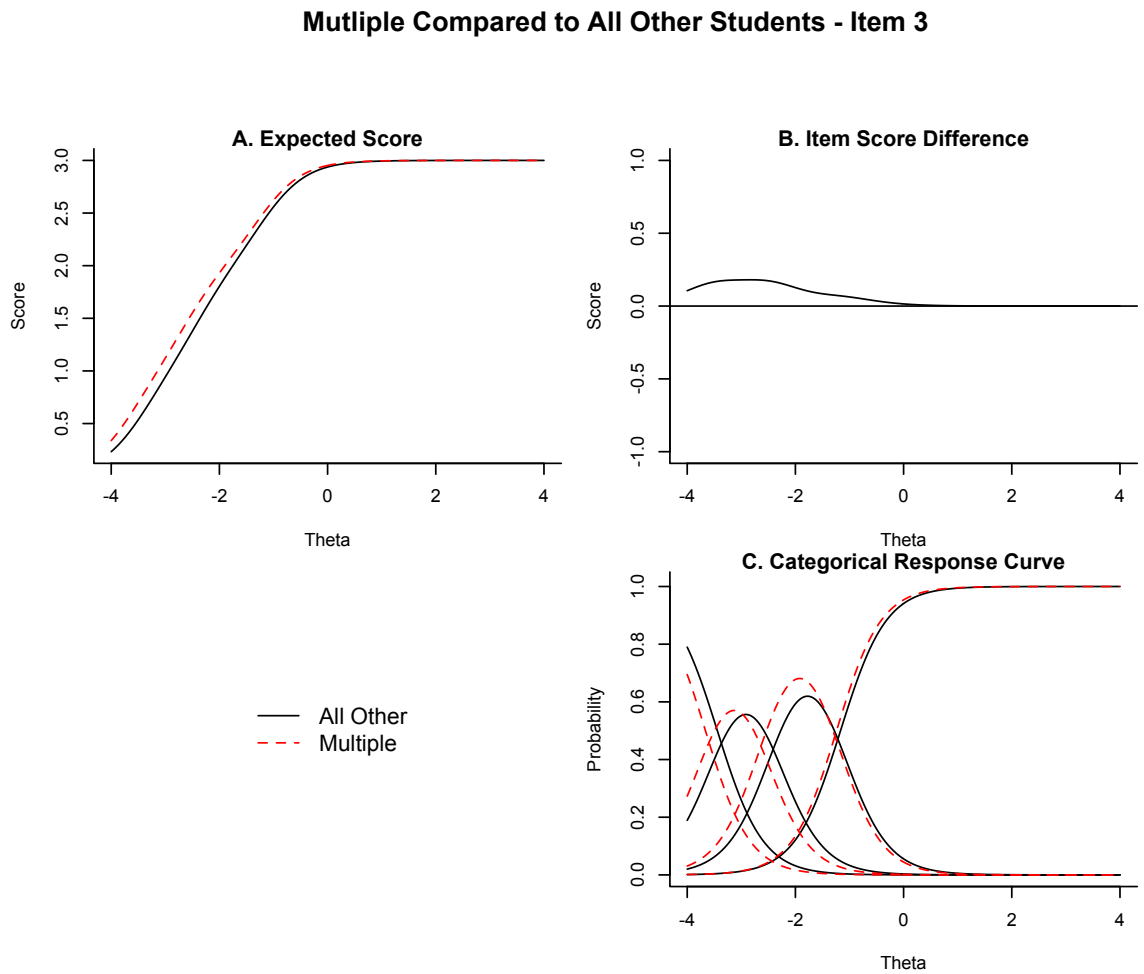 Mutliple Compared to All Other Students - Item 3
A. Expected Score
Score
0.5
1.0
1.5
2.0
2.5
3.0
-4
-2
0
2
4
Theta
B. Item Score Difference
Score
-1.0
-0.5
0.0
0.5
1.0
-4
-2
0
2
4
Theta
All Other
Multiple
C. Categorical Response Curve
Probability
0.0
0.2
0.4
0.6
0.8
1.0
-4
-2
0
2
4
Theta